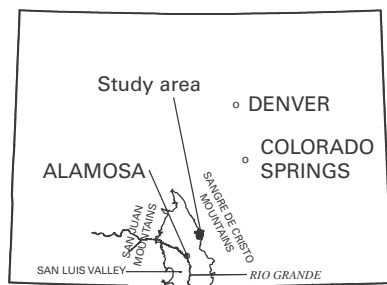 Study area
DENVER
COLORADO
SPRINGS
ALAMOSA
SAN JUAN
MOUNTAINS
SANGRE DE CRISTO
MOUNTAINS
SAN LUIS VALLEY
RIO GRANDE